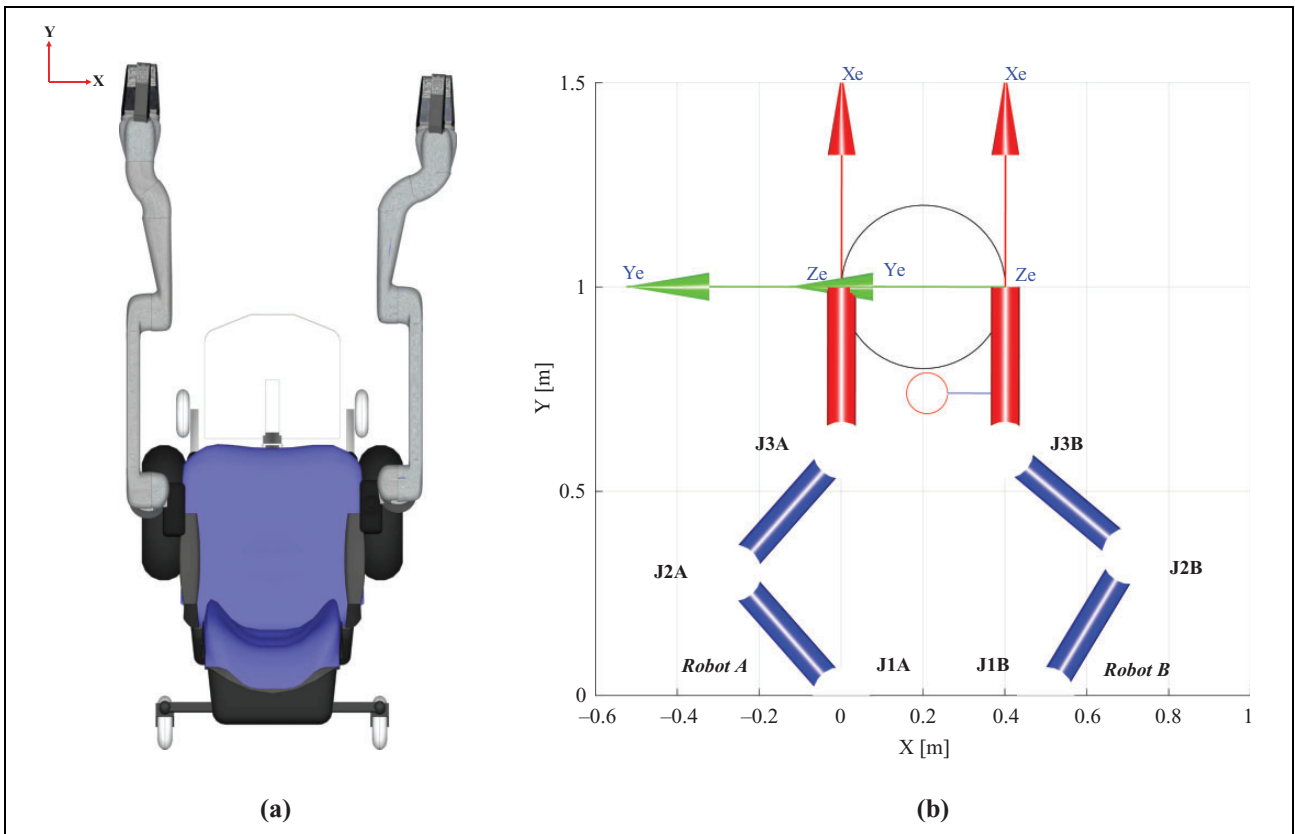 Y
X
(a)
Xe Xe
1.5
Ye Ze Ye Ze
1
Y [m]
J3A J3B
0.5
J2A J2B
Robot A J1A J1B Robot B
0
–0.6 –0.4 –0.2 0 0.2 0.4 0.6 0.8 1
X [m]
(b)